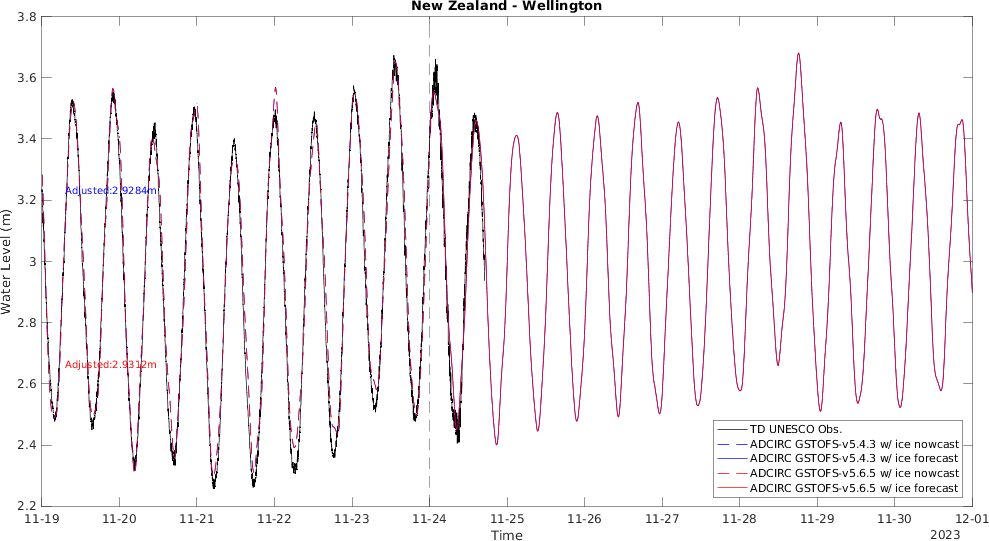 New Zealand - Wellington
3.8
3.6
3.4
3.2
3
2.8
2.6
2.4
2.2
Water Level (m)
Adjusted:2.9284m
Adjusted:2.9312m
TD UNESCO Obs.
ADCIRC GSTOFS-v5.4.3 w/ ice nowcast
ADCIRC GSTOFS-v5.4.3 w/ ice forecast
ADCIRC GSTOFS-v5.6.5 w/ ice nowcast
ADCIRC GSTOFS-v5.6.5 w/ ice forecast
11-19 11-20 11-21 11-22 11-23 11-24 11-25 11-26 11-27 11-28 11-29 11-30 12-01
Time
2023